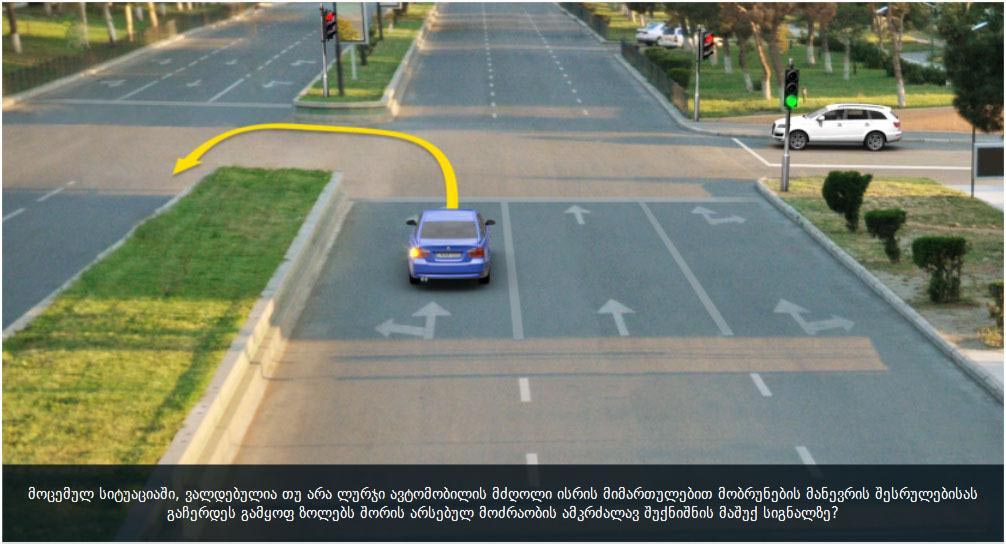 მოცემულ სიტუაციაში, ვალდებულია თუ არა ლურჯი ავტომობილის მძღოლი ისრის მიმართულებით მობრუნების მანევრის შესრულებისას
გაჩერდეს გამყოფ ზოლებს შორის არსებულ მოძრაობის ამკრძალავ შუქნიშნის მაშუქ სიგნალზე?